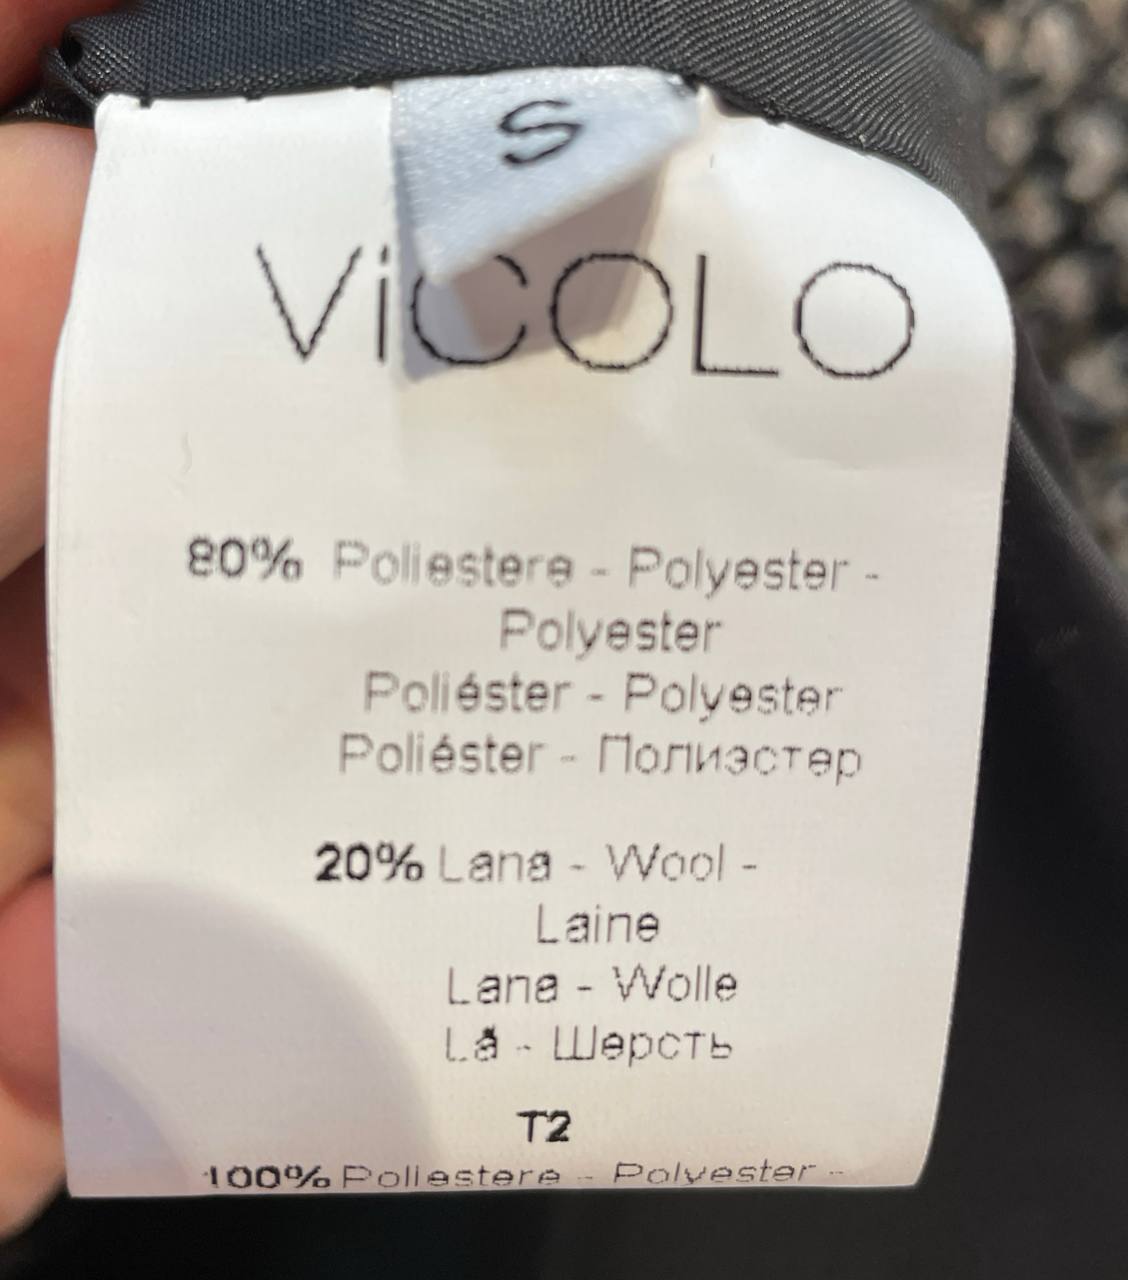 S
ViCOLO
80% Poliestere - Polyester -
Polyester
Poliéster - Polyester
Poliéster - Полиэстер
20% Lana - Wool -
Laine
Lana - Wolle
Lã - Шерсть
T2
100% Poliestere - Polyester -